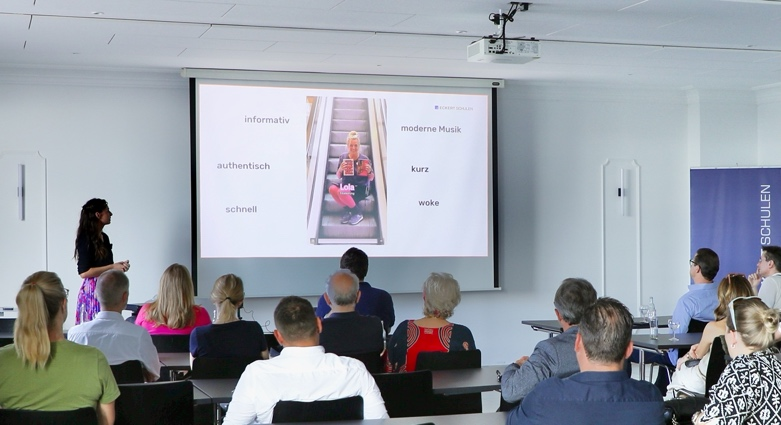 informativ
moderne Musik
authentisch
kurz
schnell
woke
Lola
SCHULEN